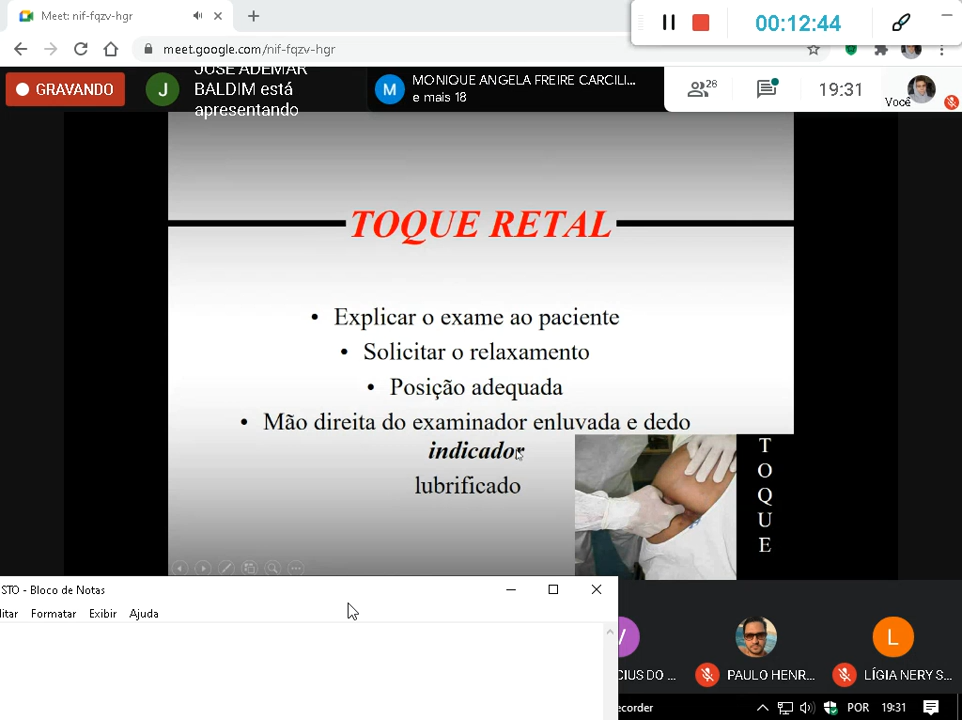 Meet: nif-fqzv-hgr
00:12:44
meet.google.com/nif-fqzv-hgr
GRAVANDO
J
JOSE ADEMAR
BALDIM está
apresentando
M
MONIQUE ANGELA FREIRE CARCILI...
e mais 18
28
19:31
Você
TOQUE RETAL
• Explicar o exame ao paciente
• Solicitar o relaxamento
• Posição adequada
• Mão direita do examinador enluvada e dedo
indicador
lubrificado
T
O
Q
U
E
STO - Bloco de Notas
itar Formatar Exibir Ajuda
V
L
CIUS DO ...
PAULO HENR...
LÍGIA NERY S...
ecorder
POR
19:31